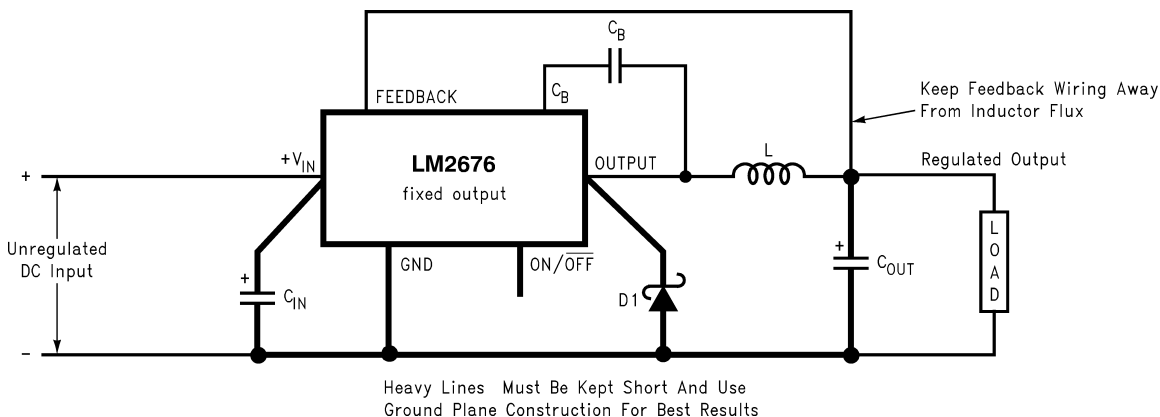 C_B
FEEDBACK
C_B
Keep Feedback Wiring Away
From Inductor Flux
+V_IN
LM2676
fixed output
OUTPUT
L
Regulated Output
+
Unregulated
DC Input
-
+
C_IN
GND
ON/O̅F̅F̅
D1
+
C_OUT
LOAD
Heavy Lines Must Be Kept Short And Use
Ground Plane Construction For Best Results